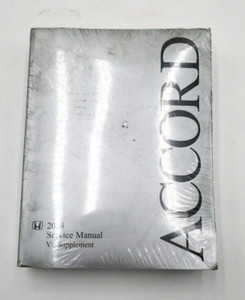 ACCORD
Service Manual
V6 Supplement